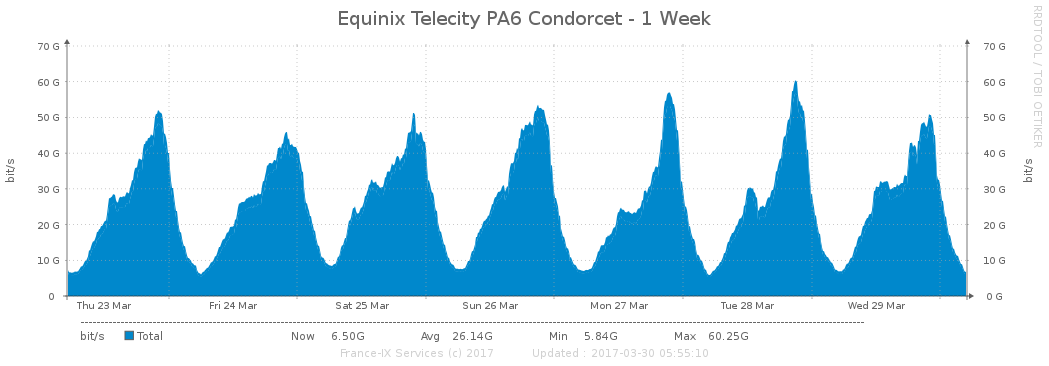 Equinix Telecity PA6 Condorcet - 1 Week
RRDTOOL / TOBI OETIKER
70 G 70 G
60 G 60 G
50 G 50 G
40 G 40 G
30 G 30 G
20 G 20 G
10 G 10 G
0 0 G
bit/s
bit/s
Thu 23 Mar Fri 24 Mar Sat 25 Mar Sun 26 Mar Mon 27 Mar Tue 28 Mar Wed 29 Mar
bit/s Total Now 6.50G Avg 26.14G Min 5.84G Max 60.25G
France-IX Services (c) 2017 Updated : 2017-03-30 05:55:10